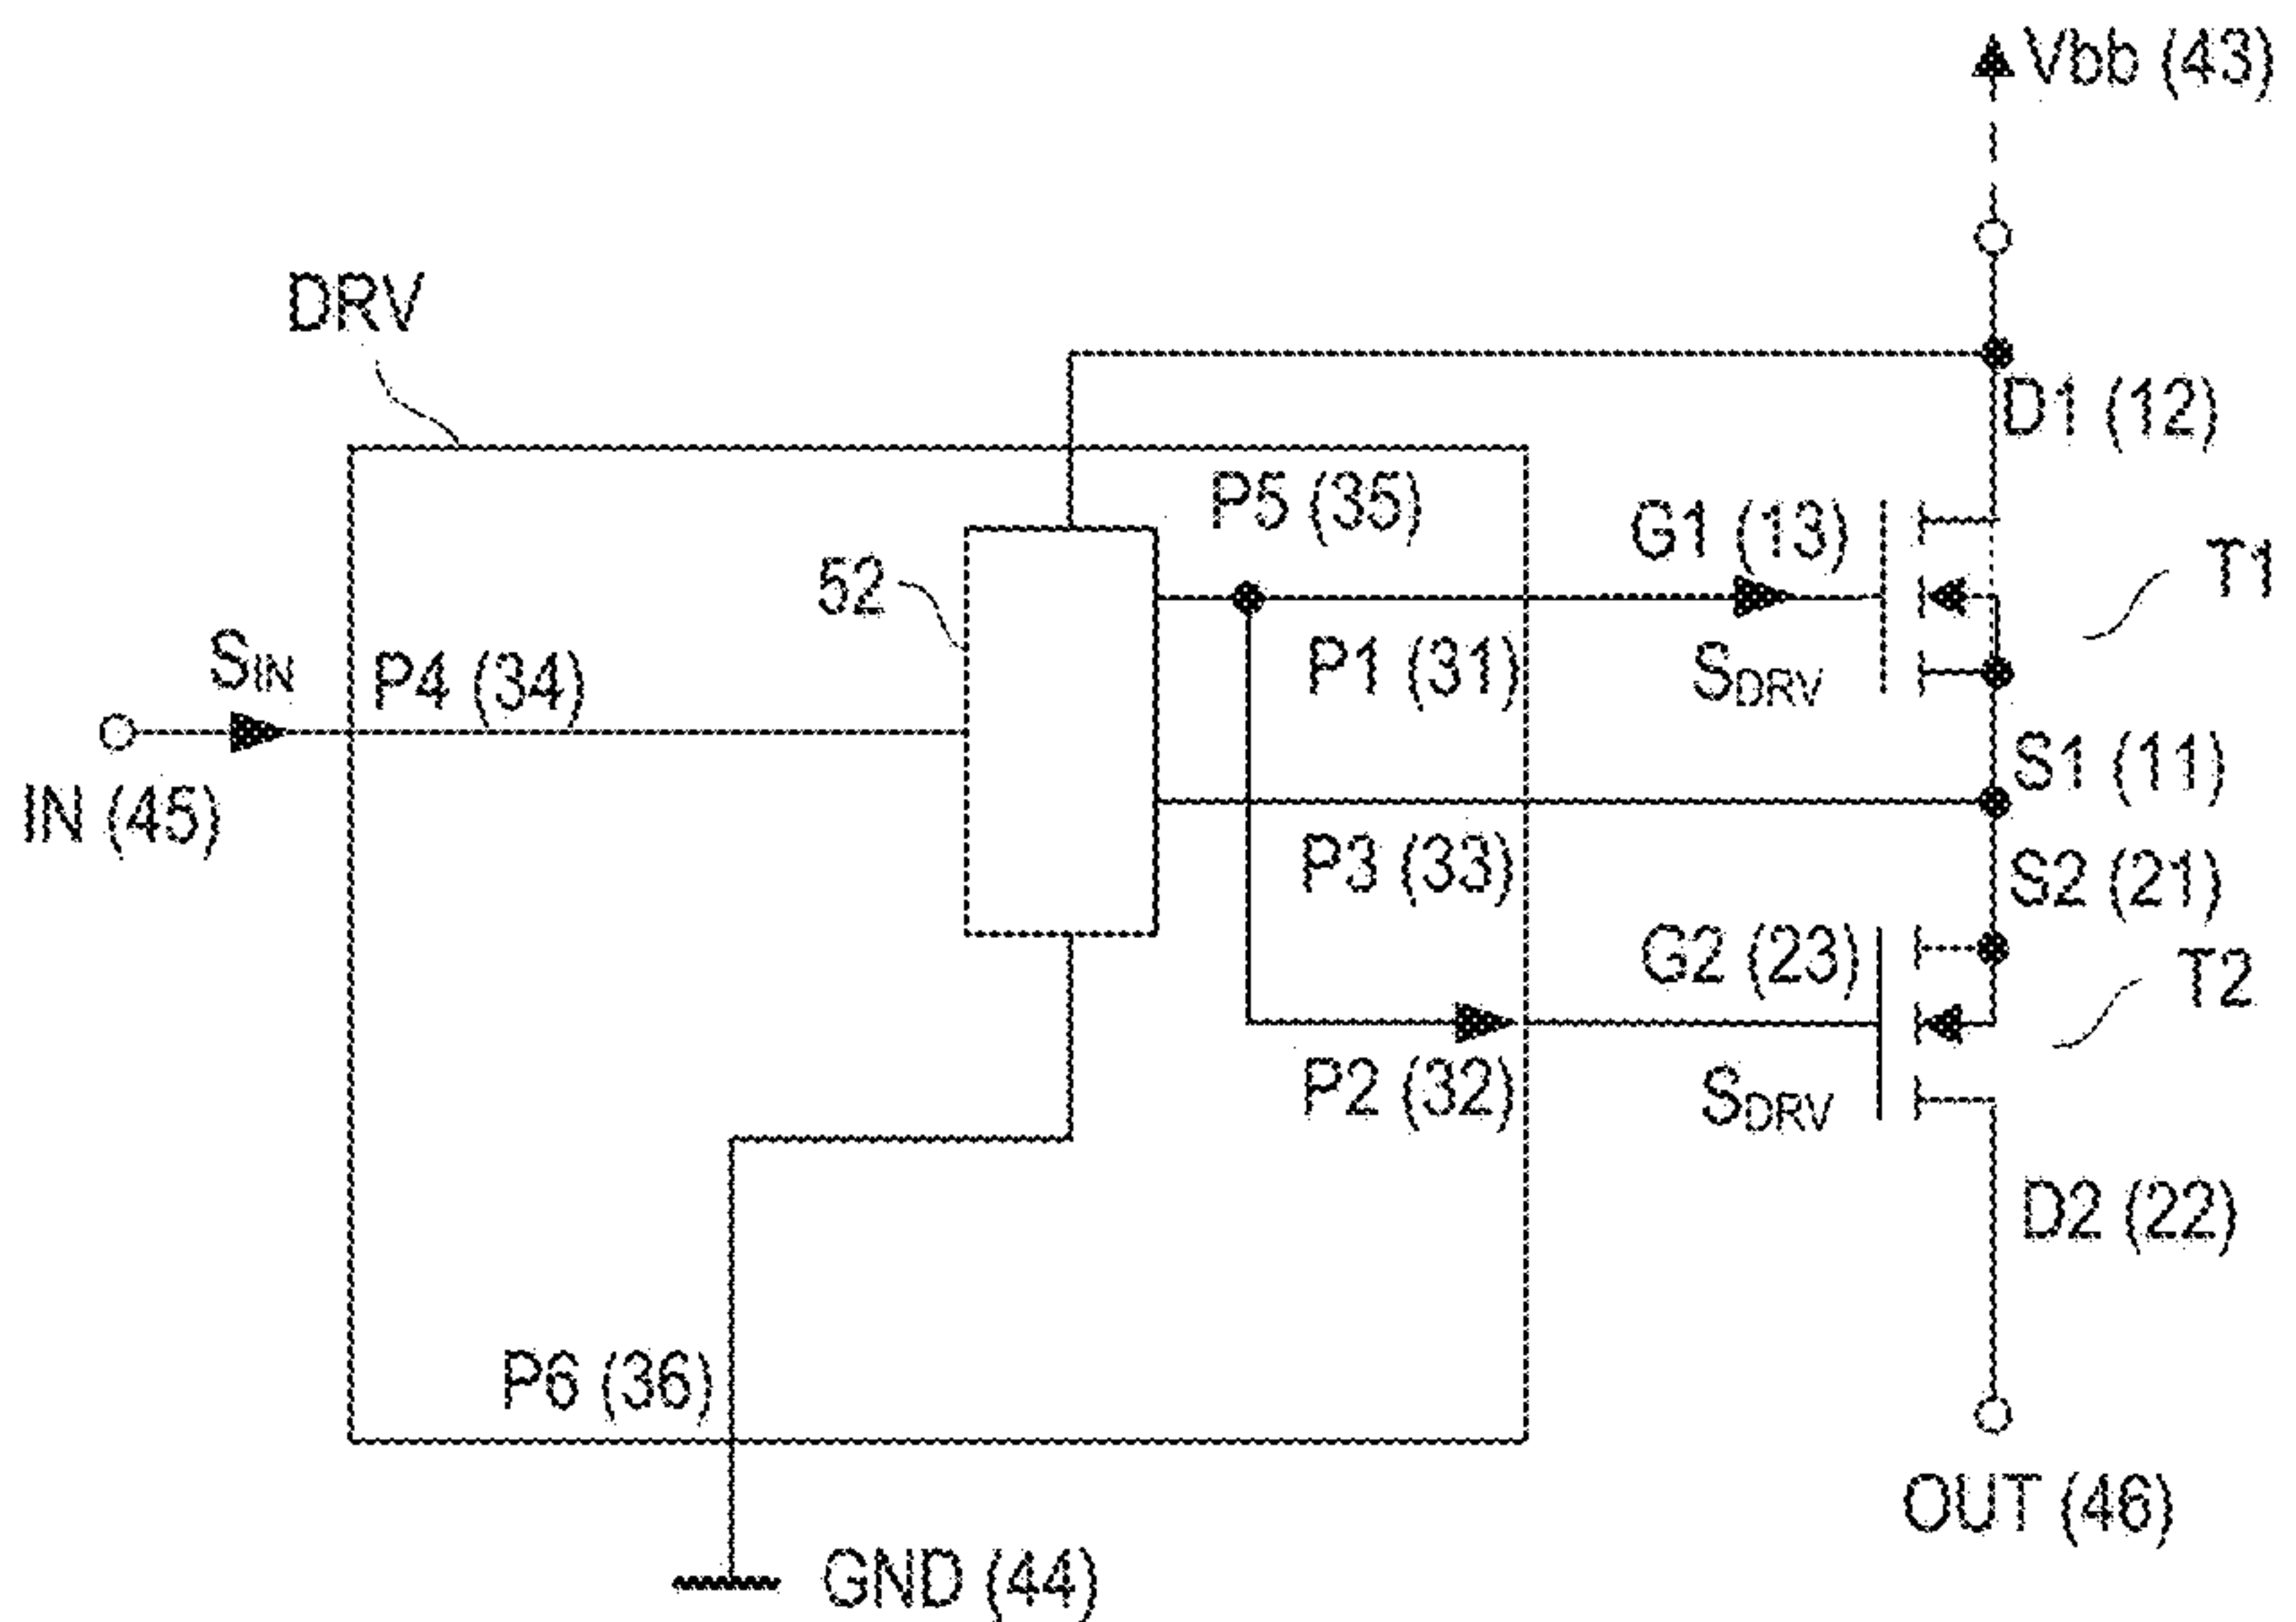 Vbb (43)
DRV
D1 (12)
P5 (35)
G1 (13)
T1
52
SIN
P4 (34)
P1 (31)
SDRV
S1 (11)
IN (45)
P3 (33)
S2 (21)
G2 (23)
T2
P2 (32)
SDRV
D2 (22)
P6 (36)
OUT (46)
GND (44)